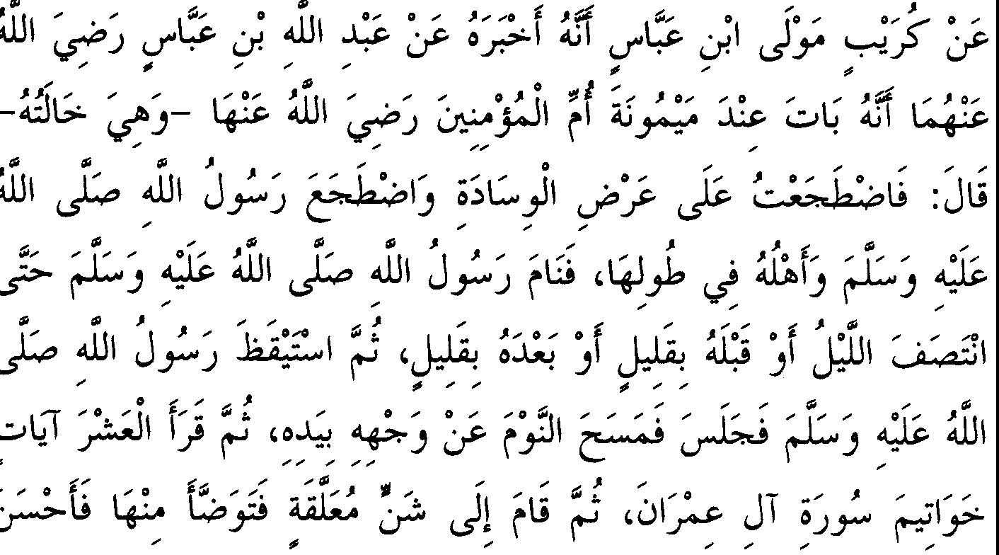 عَنْ كُرَيْبٍ مَوْلَى ابْنِ عَبَّاسٍ أَنَّهُ أَخْبَرَهُ عَنْ عَبْدِ اللَّهِ بْنِ عَبَّاسٍ رَضِيَ اللَّهُ
عَنْهُمَا أَنَّهُ بَاتَ عِنْدَ مَيْمُونَةَ أُمِّ الْمُؤْمِنِينَ رَضِيَ اللَّهُ عَنْهَا –وَهِيَ خَالَتُهُ–
قَالَ: فَاضْطَجَعْتُ عَلَى عَرْضِ الْوِسَادَةِ وَاضْطَجَعَ رَسُولُ اللَّهِ صَلَّى اللَّهُ
عَلَيْهِ وَسَلَّمَ وَأَهْلُهُ فِي طُولِهَا، فَنَامَ رَسُولُ اللَّهِ صَلَّى اللَّهُ عَلَيْهِ وَسَلَّمَ حَتَّى
انْتَصَفَ اللَّيْلُ أَوْ قَبْلَهُ بِقَلِيلٍ أَوْ بَعْدَهُ بِقَلِيلٍ، ثُمَّ اسْتَيْقَظَ رَسُولُ اللَّهِ صَلَّى
اللَّهُ عَلَيْهِ وَسَلَّمَ فَجَلَسَ فَمَسَحَ النَّوْمَ عَنْ وَجْهِهِ بِيَدِهِ، ثُمَّ قَرَأَ الْعَشْرَ آيَاتٍ
خَوَاتِيمَ سُورَةِ آلِ عِمْرَانَ، ثُمَّ قَامَ إِلَى شَنٍّ مُعَلَّقَةٍ فَتَوَضَّأَ مِنْهَا فَأَحْسَنَ